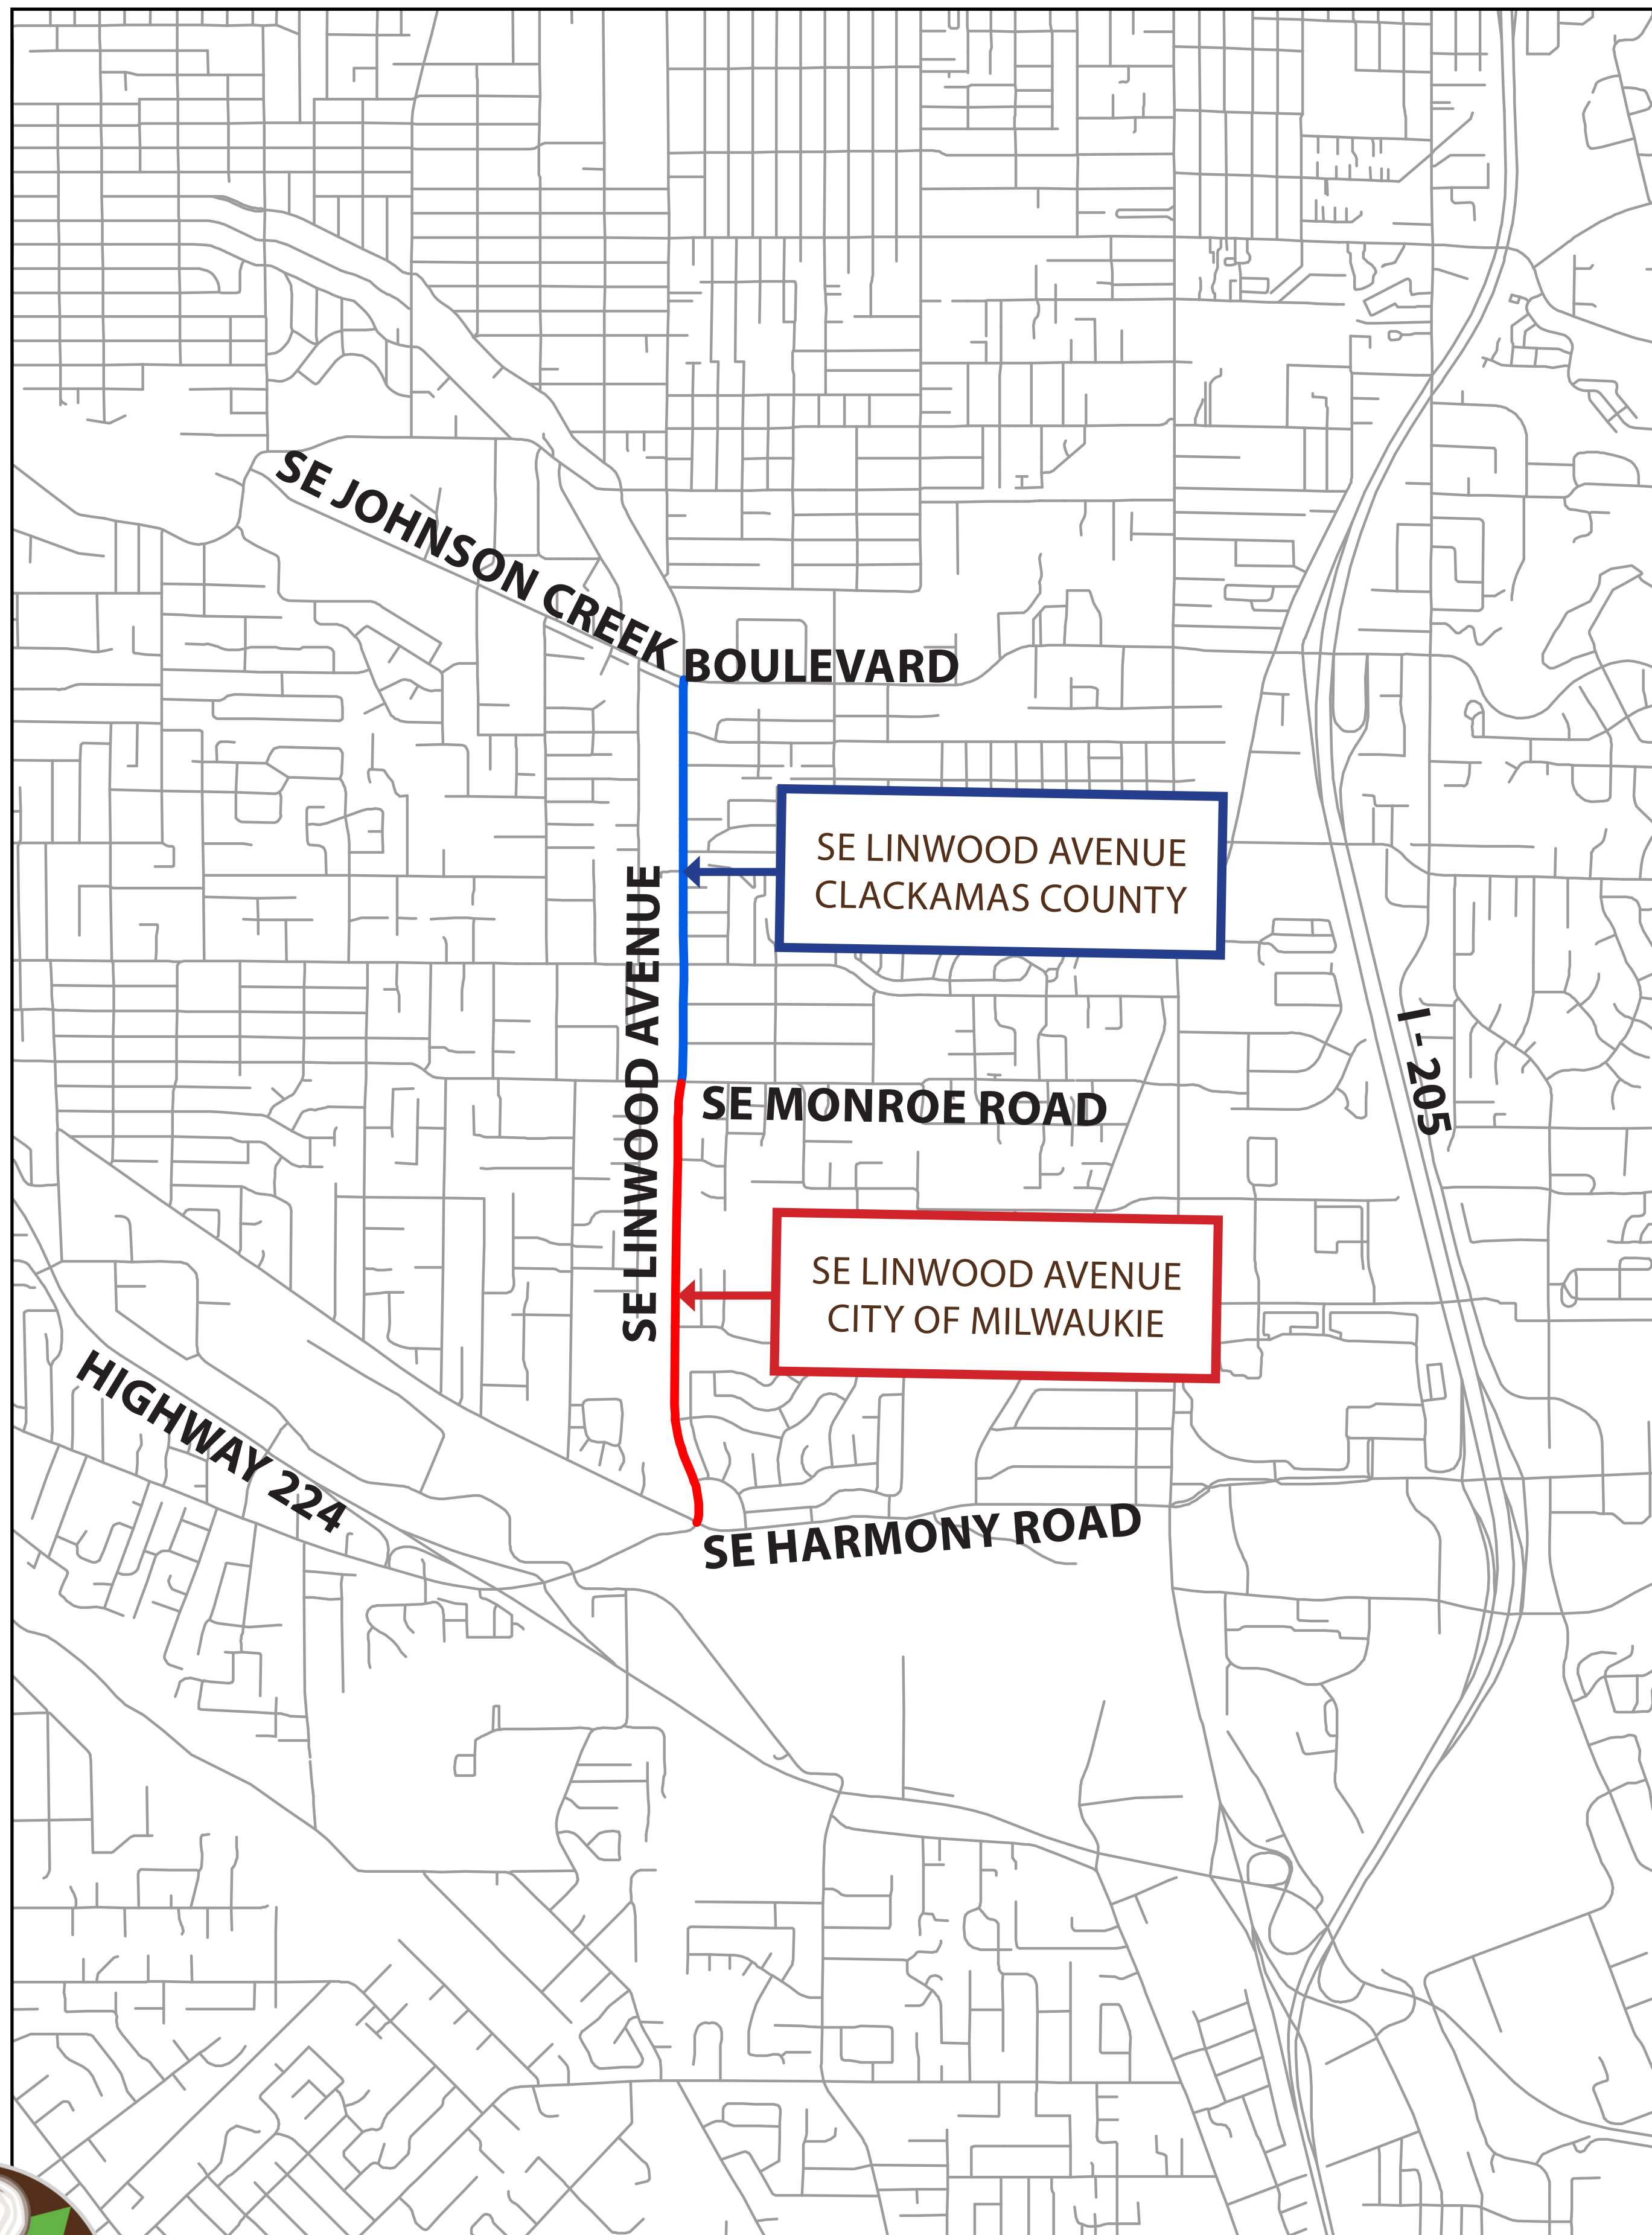 SE JOHNSON CREEK BOULEVARD
SE LINWOOD AVENUE
CLACKAMAS COUNTY
SE LINWOOD AVENUE
I - 205
SE MONROE ROAD
SE LINWOOD AVENUE
CITY OF MILWAUKIE
HIGHWAY 224
SE HARMONY ROAD